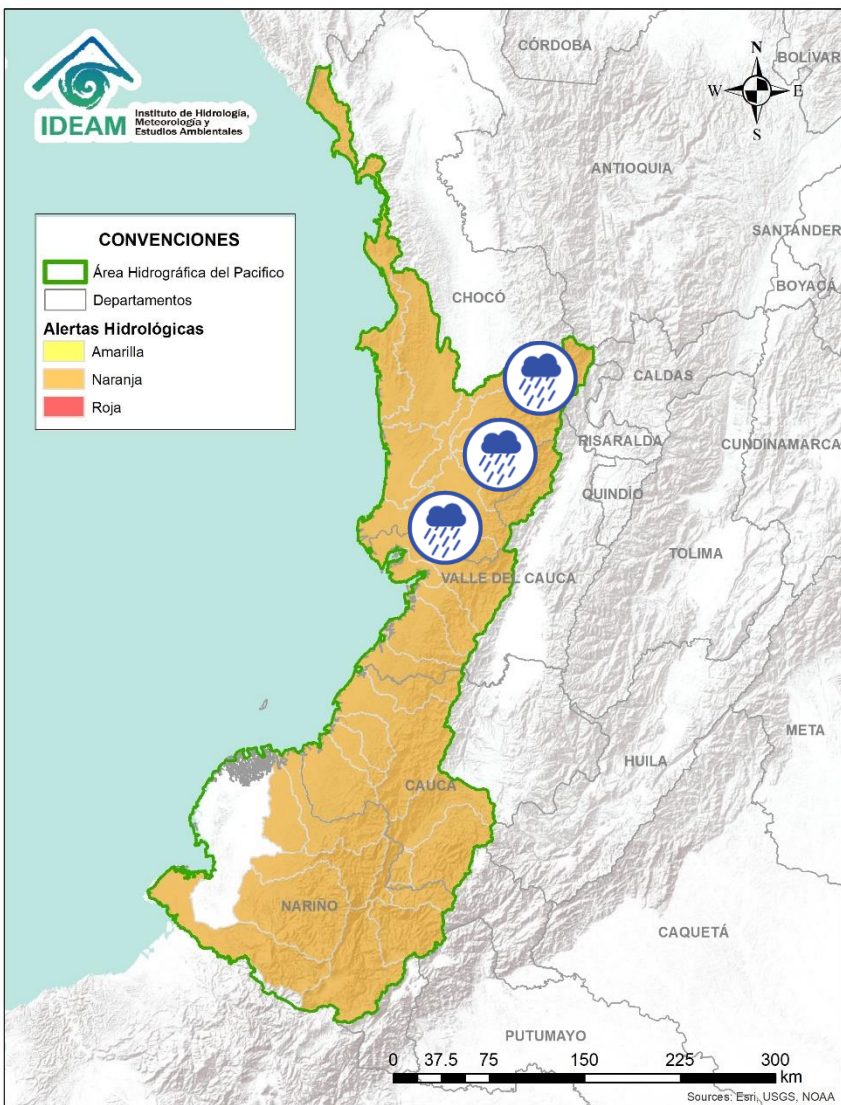 IDEAM
Instituto de Hidrología,
Meteorología y
Estudios Ambientales
CÓRDOBA
BOLÍVAR
N
W
E
S
ANTIOQUIA
SANTANDER
BOYACÁ
CONVENCIONES
Área Hidrográfica del Pacifico
Departamentos
Alertas Hidrológicas
Amarilla
Naranja
Roja
CHOCÓ
CALDAS
RISARALDA
CUNDINAMARCA
QUINDÍO
TOLIMA
VALLE DEL CAUCA
META
HUILA
CAUCA
NARIÑO
CAQUETÁ
PUTUMAYO
0 37.5 75 150 225 300
km
Sources: Esri, USGS, NOAA